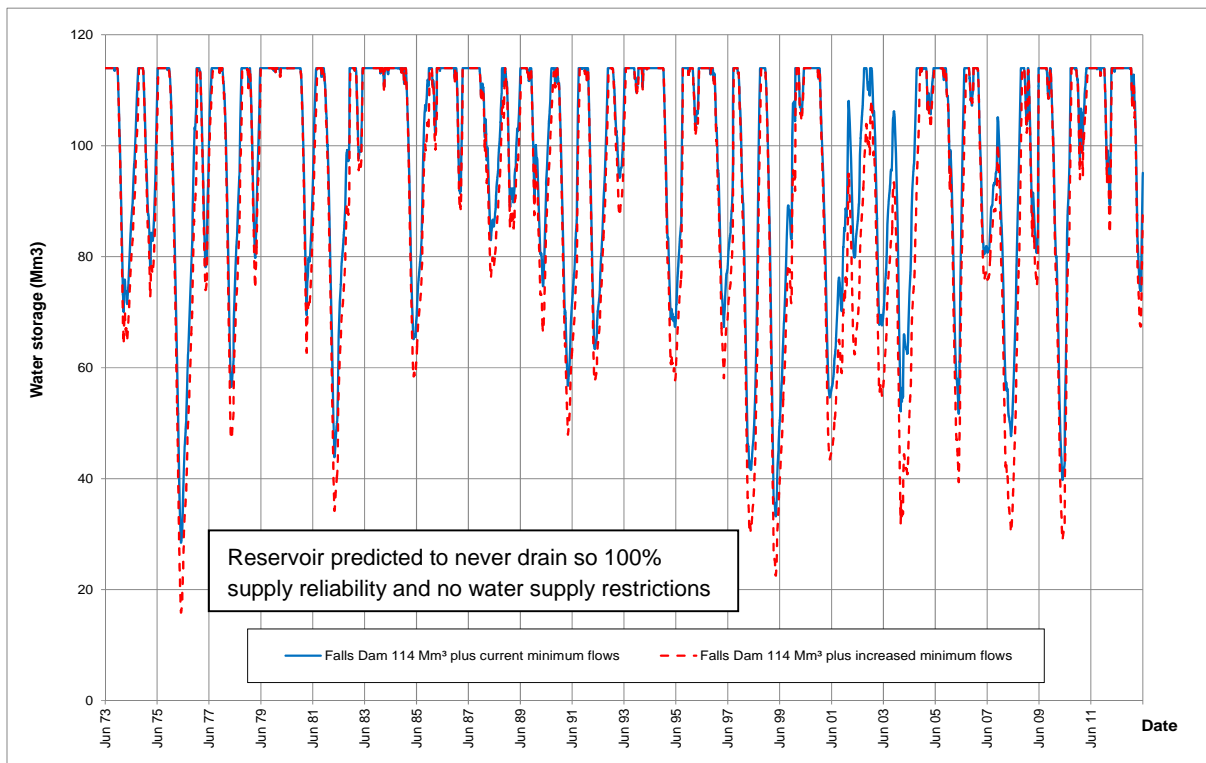 120
100
80
60
40
20
0
Water storage (Mm3)
Reservoir predicted to never drain so 100%
supply reliability and no water supply restrictions
Falls Dam 114 Mm³ plus current minimum flows
Falls Dam 114 Mm³ plus increased minimum flows
Jun 73
Jun 75
Jun 77
Jun 79
Jun 81
Jun 83
Jun 85
Jun 87
Jun 89
Jun 91
Jun 93
Jun 95
Jun 97
Jun 99
Jun 01
Jun 03
Jun 05
Jun 07
Jun 09
Jun 11
Date